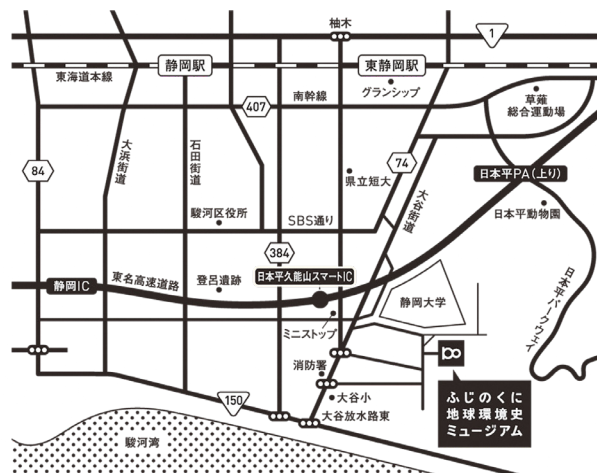 柚木
1
静岡駅
東静岡駅
東海道本線
グランシップ
南幹線
407
草薙
総合運動場
大浜街道
石田街道
84
74
県立短大
大谷街道
日本平PA(上り)
駿河区役所
SBS通り
日本平動物園
384
日本平久能山スマートIC
静岡IC
東名高速道路
登呂遺跡
静岡大学
日本平パークウェイ
ミニストップ
消防署
150
大谷小
大谷放水路東
ふじのくに
地球環境史
ミュージアム
駿河湾